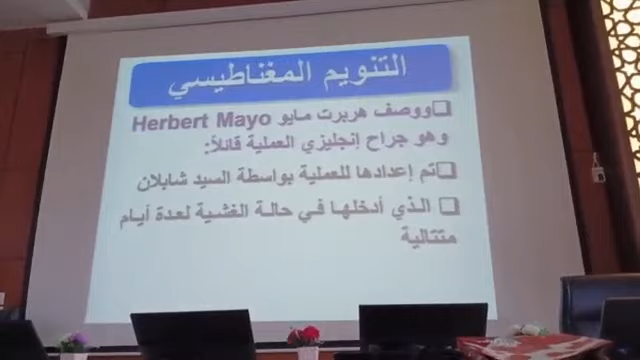 التنويم المغناطيسي
❑ووصف هربرت مايو Herbert Mayo
وهو جراح إنجليزي العملية قائلاً:
❑تم إعدادها للعملية بواسطة السيد شابلان
❑ الذي أدخلها في حالة الغشية لعدة أيام
متتالية